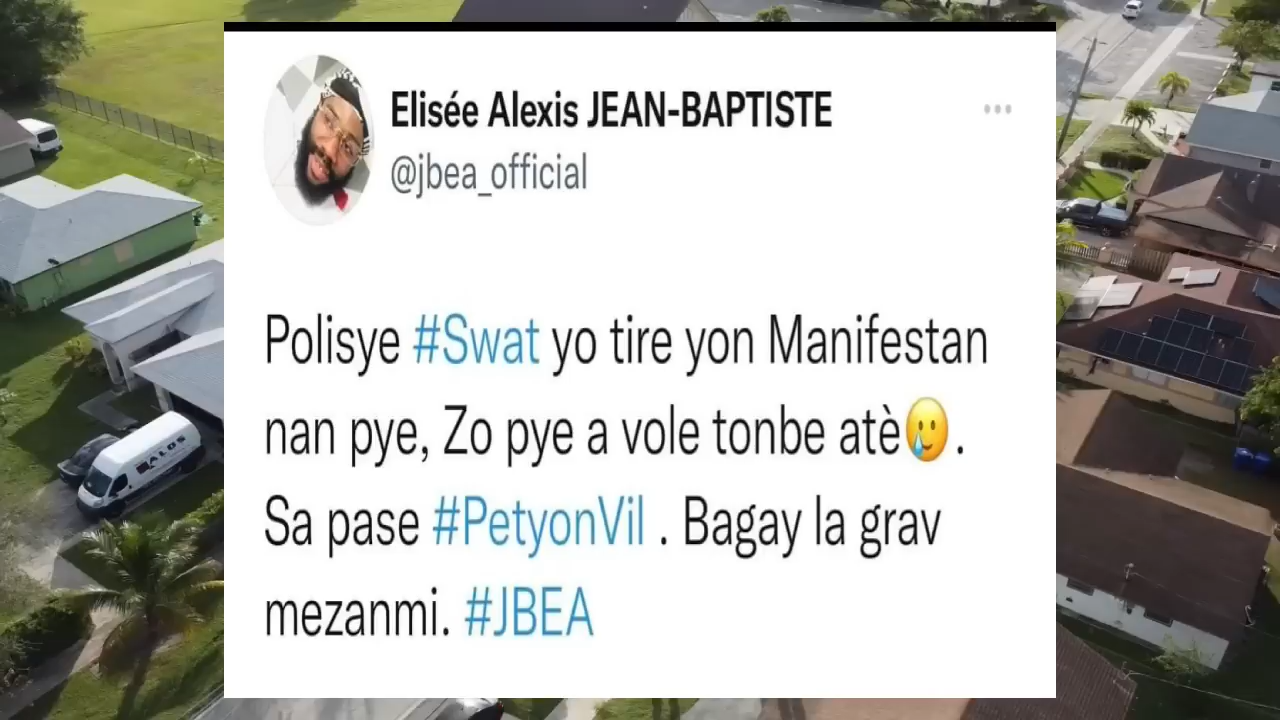 Elisée Alexis JEAN-BAPTISTE
@jbea_official
Polisye #Swat yo tire yon Manifestan
nan pye, Zo pye a vole tonbe atè🥲.
Sa pase #PetyonVil . Bagay la grav
mezanmi. #JBEA
ALOS